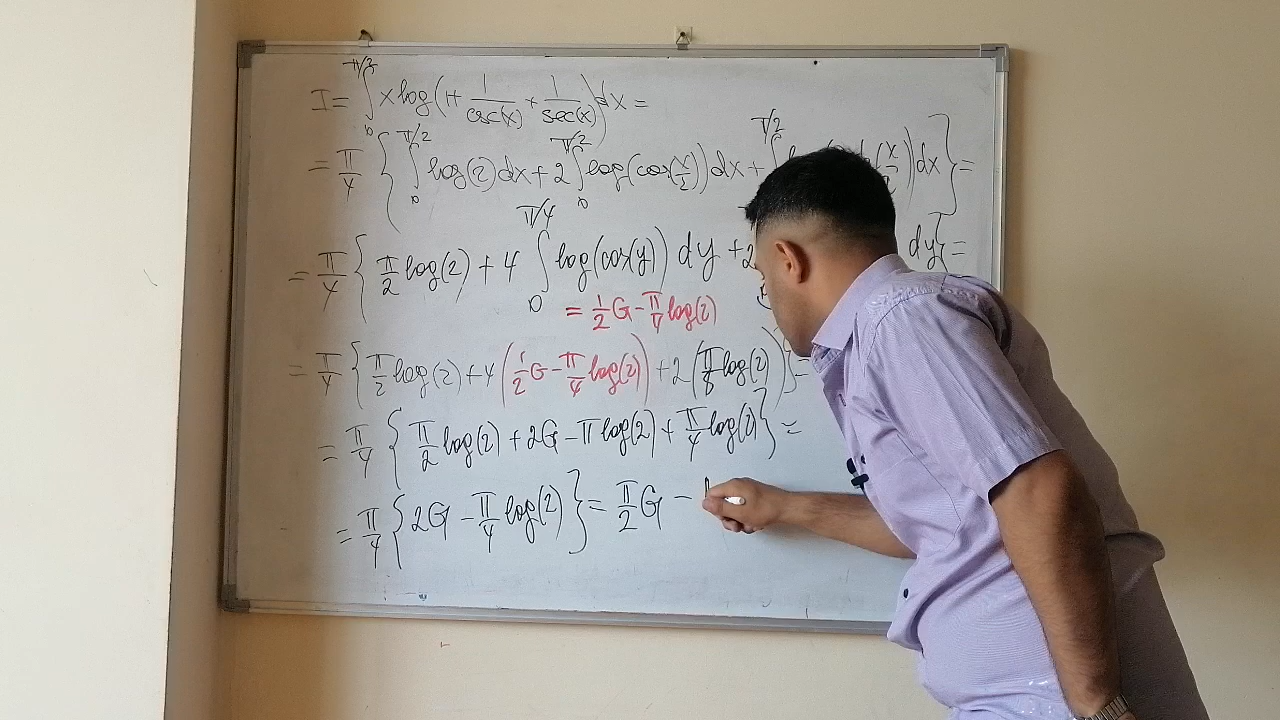 I = ∫₀^{π/2} x log(1 + 1/csc(x) + 1/sec(x)) dx =
= π/4 { ∫₀^{π/2} log(2) dx + 2 ∫₀^{π/2} log(cos(x/2)) dx + ∫^{π/2} (x/ )) dx } =
= π/4 { π/2 log(2) + 4 ∫₀^{π/4} log(cos(y)) dy + 2 dy } =
= 1/2 G - π/4 log(2)
= π/4 { π/2 log(2) + 4 (1/2 G - π/4 log(2)) + 2 (π/8 log(2)) } =
= π/4 { π/2 log(2) + 2G - π log(2) + π/4 log(2) } =
= π/4 { 2G - π/4 log(2) } = π/2 G -